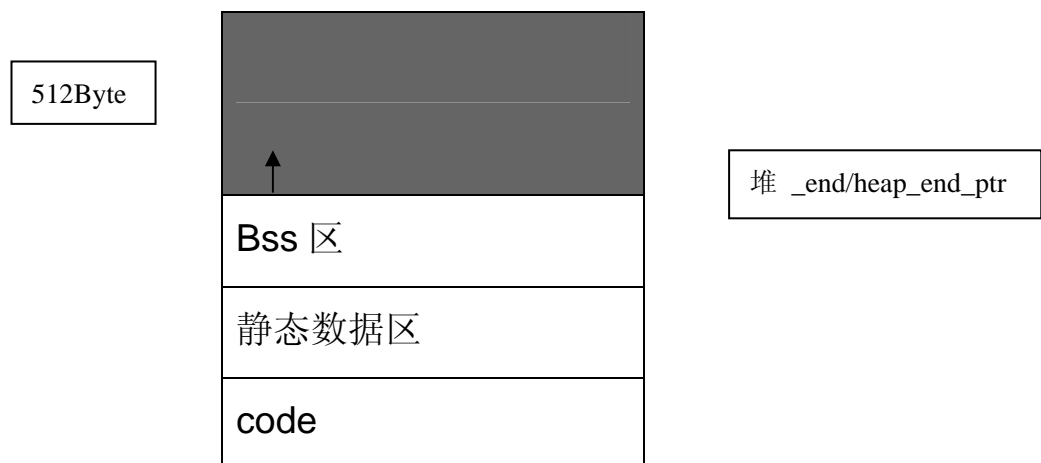 512Byte
堆 _end/heap_end_ptr
Bss 区
静态数据区
code